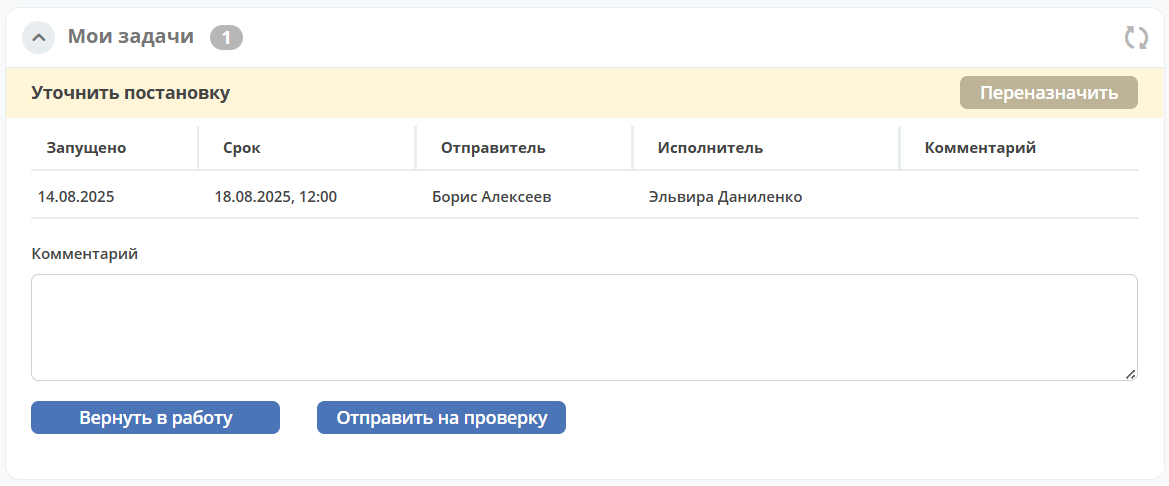 Мои задачи 1
Уточнить постановку Переназначить
Запущено Срок Отправитель Исполнитель Комментарий
14.08.2025 18.08.2025, 12:00 Борис Алексеев Эльвира Даниленко
Комментарий
Вернуть в работу Отправить на проверку